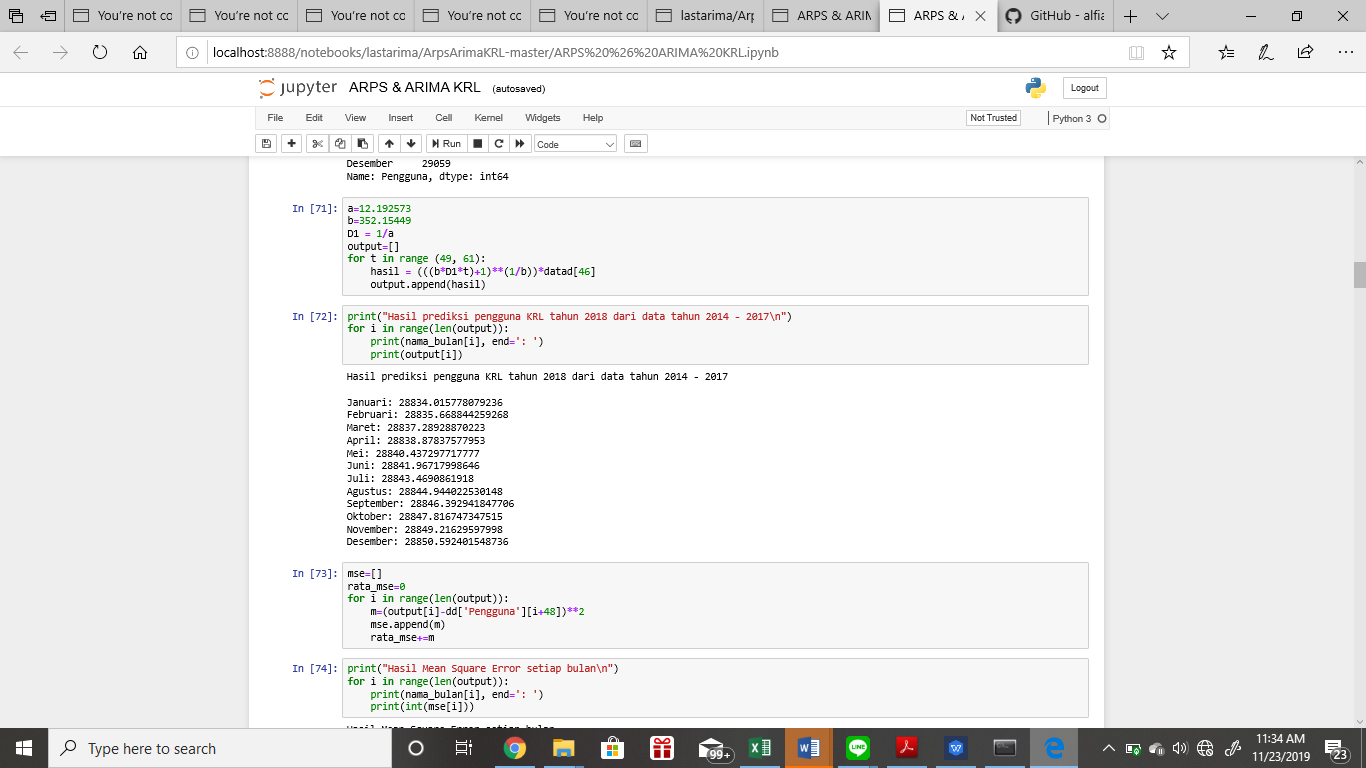 You're not cc
You're not cc
You're not co
You're not cc
You're not co
lastarima/Arp
ARPS & ARIM
ARPS & A
GitHub - alfia
localhost:8888/notebooks/lastarima/ArpsArimaKRL-master/ARPS%20%26%20ARIMA%20KRL.ipynb
jupyter ARPS & ARIMA KRL (autosaved)
Logout
File Edit View Insert Cell Kernel Widgets Help
Not Trusted
Python 3
Run
Code
Desember 29059
Name: Pengguna, dtype: int64
In [71]:
a=12.192573
b=352.15449
D1 = 1/a
output=[]
for t in range (49, 61):
hasil = (((b*D1*t)+1)**(1/b))*datad[46]
output.append(hasil)
In [72]:
print("Hasil prediksi pengguna KRL tahun 2018 dari data tahun 2014 - 2017\n")
for i in range(len(output)):
print(nama_bulan[i], end=': ')
print(output[i])
Hasil prediksi pengguna KRL tahun 2018 dari data tahun 2014 - 2017
Januari: 28834.015778079236
Februari: 28835.668844259268
Maret: 28837.28928870223
April: 28838.87837577953
Mei: 28840.437297717777
Juni: 28841.96717998646
Juli: 28843.4690861918
Agustus: 28844.944022530148
September: 28846.392941847706
Oktober: 28847.816747347515
November: 28849.21629597998
Desember: 28850.592401548736
In [73]:
mse=[]
rata_mse=0
for i in range(len(output)):
m=(output[i]-dd['Pengguna'][i+48])**2
mse.append(m)
rata_mse+=m
In [74]:
print("Hasil Mean Square Error setiap bulan\n")
for i in range(len(output)):
print(nama_bulan[i], end=': ')
print(int(mse[i]))
Hasil Mean Square Error setiap bulan
Type here to search
99+
11:34 AM
11/23/2019
23